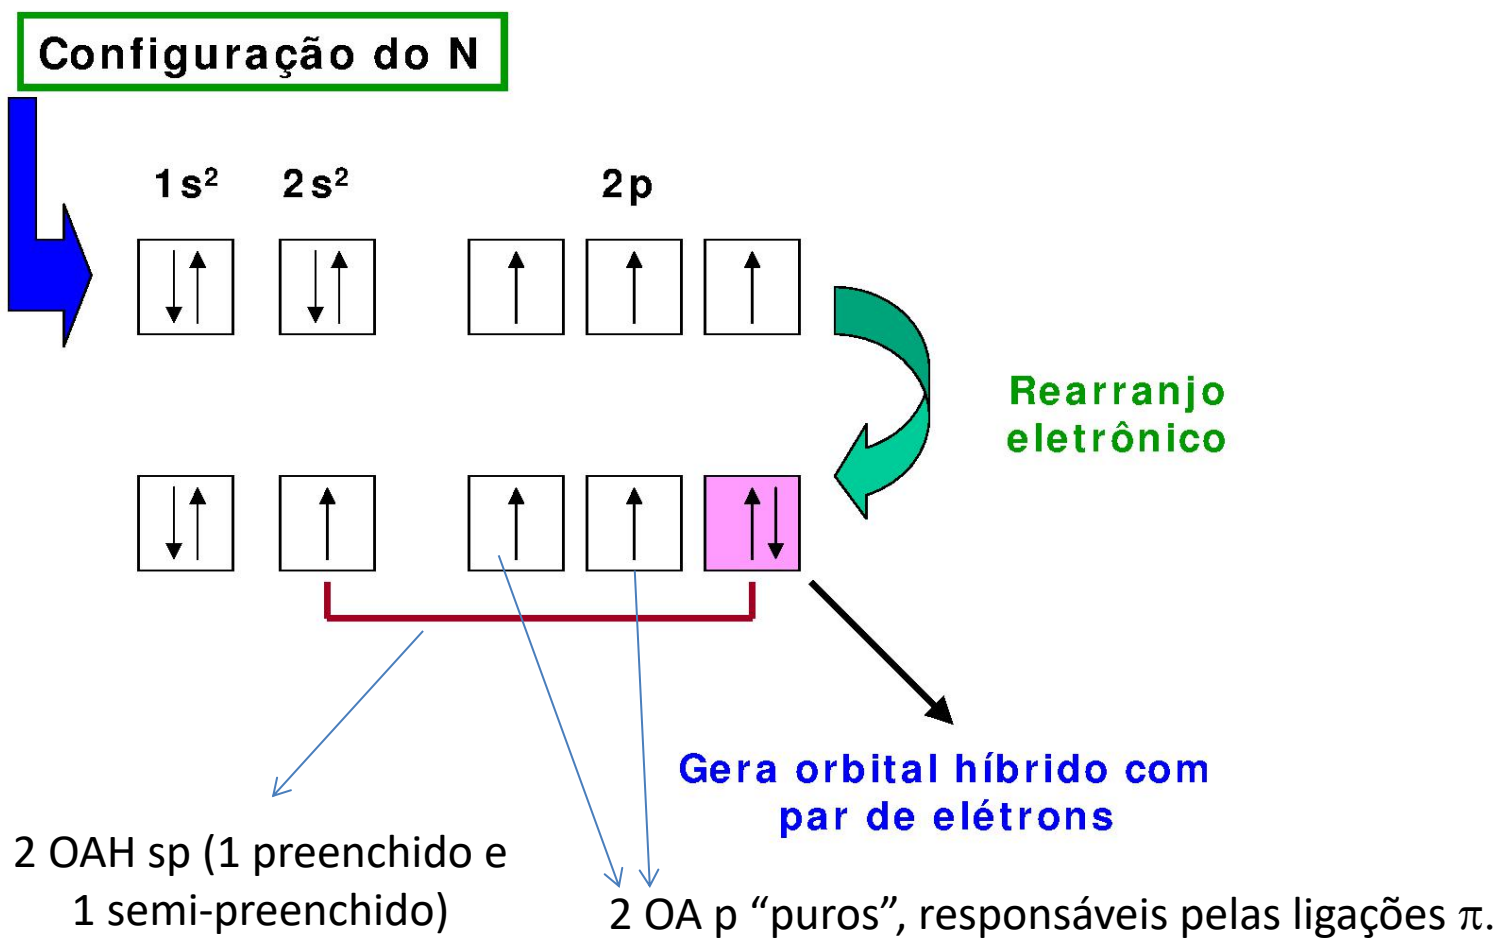 Configuração do N
1s² 2s² 2p
Rearranjo
eletrônico
Gera orbital híbrido com
par de elétrons
2 OAH sp (1 preenchido e
1 semi-preenchido)
2 OA p “puros”, responsáveis pelas ligações π.